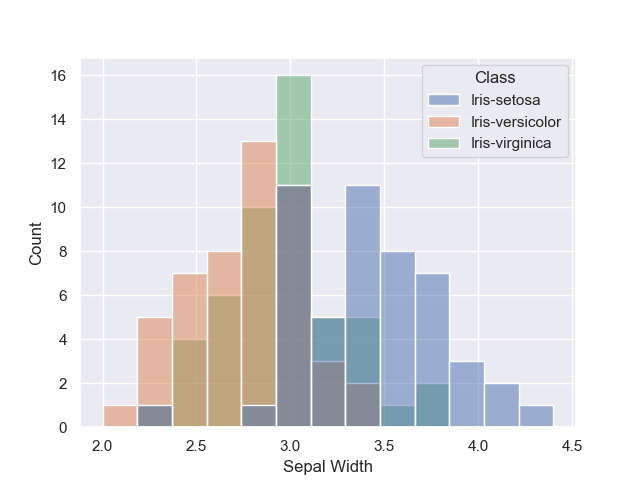 Class
Iris-setosa
Iris-versicolor
Iris-virginica
Count
16
14
12
10
8
6
4
2
0
2.0 2.5 3.0 3.5 4.0 4.5
Sepal Width